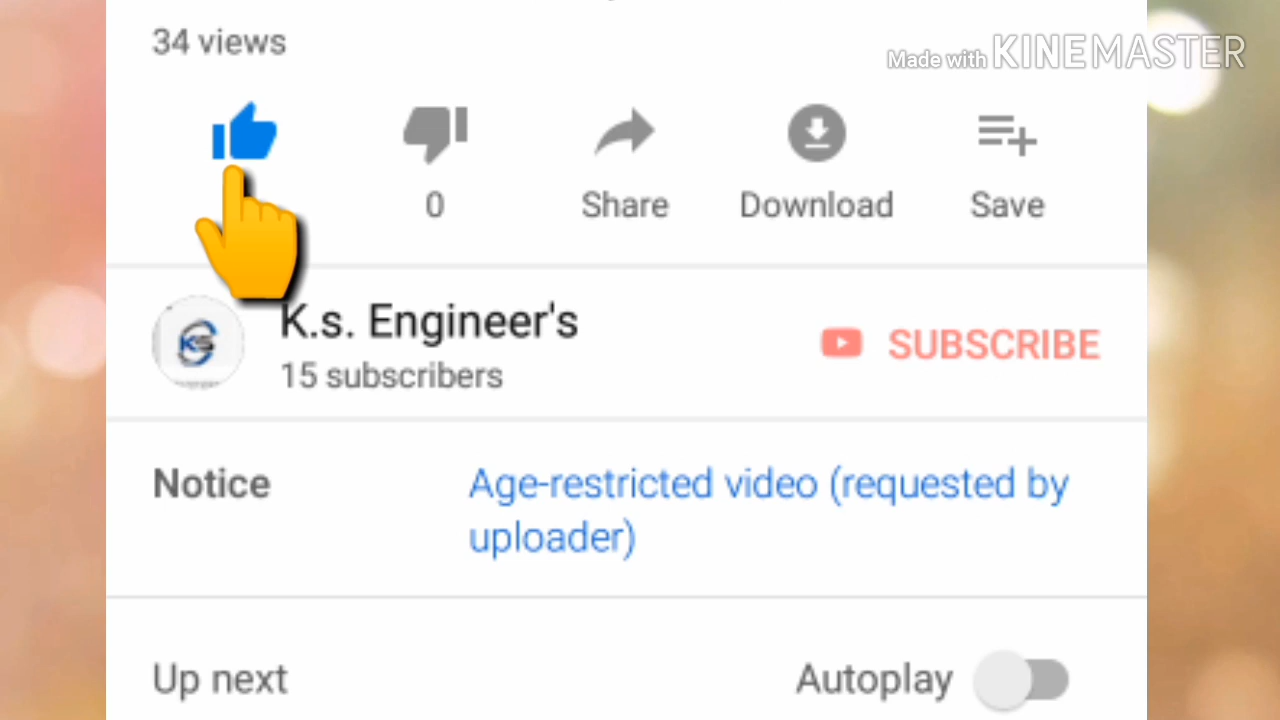 34 views
Made with KINEMASTER
0
Share
Download
Save
KS
K.s. Engineer's
15 subscribers
SUBSCRIBE
Notice
Age-restricted video (requested by
uploader)
Up next
Autoplay